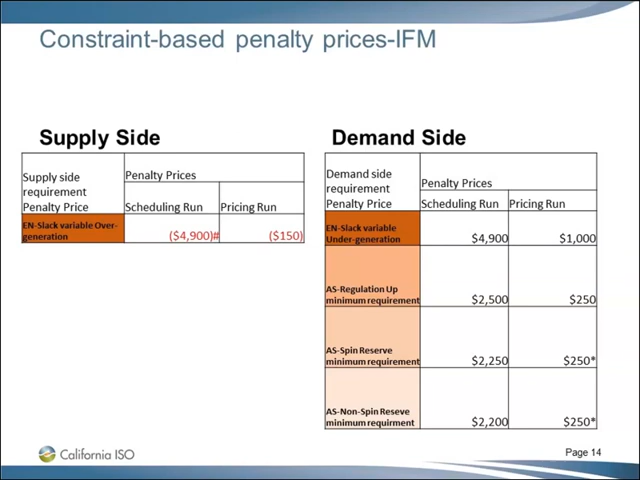 Constraint-based penalty prices-IFM
Supply Side
Supply side
requirement
Penalty Price
Penalty Prices
Scheduling Run
Pricing Run
EN-Slack variable Over-
generation
($4,900)#
($150)
Demand Side
Demand side
requirement
Penalty Price
Penalty Prices
Scheduling Run
Pricing Run
EN-Slack variable
Under-generation
$4,900
$1,000
AS-Regulation Up
minimum requirement
$2,500
$250
AS-Spin Reserve
minimum requirement
$2,250
$250*
AS-Non-Spin Reseve
minimum requirment
$2,200
$250*
California ISO
Page 14